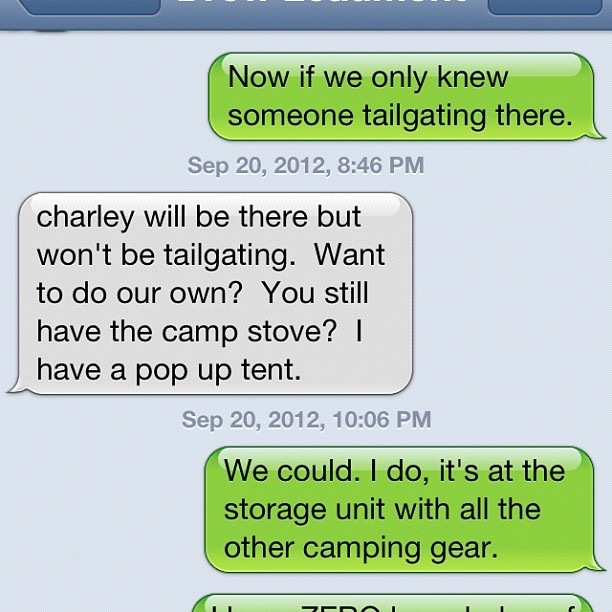 Now if we only knew
someone tailgating there.
Sep 20, 2012, 8:46 PM
charley will be there but
won't be tailgating.  Want
to do our own?  You still
have the camp stove?  I
have a pop up tent.
Sep 20, 2012, 10:06 PM
We could. I do, it's at the
storage unit with all the
other camping gear.